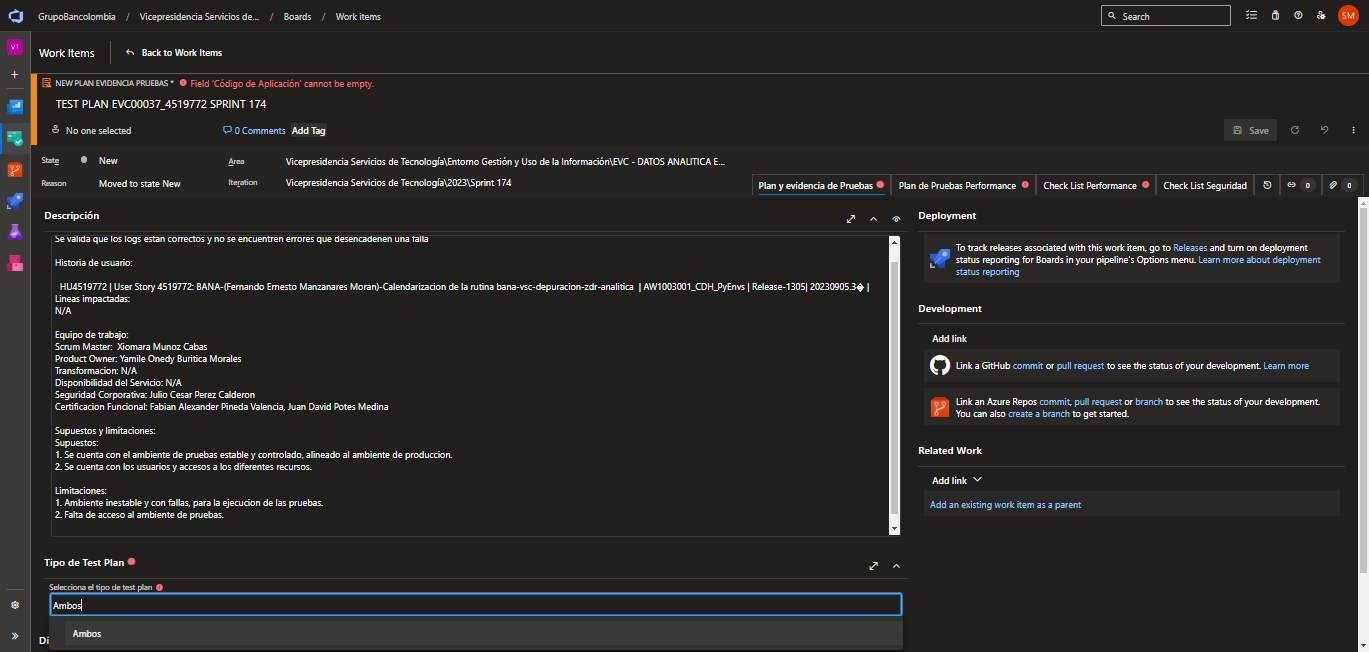 GrupoBancolombia / Vicepresidencia Servicios de... / Boards / Work items
Search
SM
VT
Work Items
Back to Work Items
NEW PLAN EVIDENCIA PRUEBAS * Field 'Código de Aplicación' cannot be empty.
TEST PLAN EVC00037_4519772 SPRINT 174
No one selected
0 Comments
Add Tag
Save
State
New
Area
Vicepresidencia Servicios de Tecnología\Entorno Gestión y Uso de la Información\EVC - DATOS ANALITICA E...
Reason
Moved to state New
Iteration
Vicepresidencia Servicios de Tecnología\2023\Sprint 174
Plan y evidencia de Pruebas
Plan de Pruebas Performance
Check List Performance
Check List Seguridad
0
0
Descripción
Se valida que los logs estan correctos y no se encuentren errores que desencadenen una falla
Historia de usuario:
HU4519772 | User Story 4519772: BANA-(Fernando Ernesto Manzanares Moran)-Calendarizacion de la rutina bana-vsc-depuracion-zdr-analitica | AW1003001_CDH_PyEnvs | Release-1305| 20230905.3� |
Lineas impactadas:
N/A
Equipo de trabajo:
Scrum Master: Xiomara Munoz Cabas
Product Owner: Yamile Onedy Buritica Morales
Transformacion: N/A
Disponibilidad del Servicio: N/A
Seguridad Corporativa: Julio Cesar Perez Calderon
Certificacion Funcional: Fabian Alexander Pineda Valencia, Juan David Potes Medina
Supuestos y limitaciones:
Supuestos:
1. Se cuenta con el ambiente de pruebas estable y controlado, alineado al ambiente de produccion.
2. Se cuenta con los usuarios y accesos a los diferentes recursos.
Limitaciones:
1. Ambiente inestable y con fallas, para la ejecucion de las pruebas.
2. Falta de acceso al ambiente de pruebas.
Tipo de Test Plan
Selecciona el tipo de test plan
Ambos
Ambos
Di
Deployment
To track releases associated with this work item, go to Releases and turn on deployment
status reporting for Boards in your pipeline's Options menu. Learn more about deployment
status reporting
Development
Add link
Link a GitHub commit or pull request to see the status of your development. Learn more
Link an Azure Repos commit, pull request or branch to see the status of your development.
You can also create a branch to get started.
Related Work
Add link
Add an existing work item as a parent